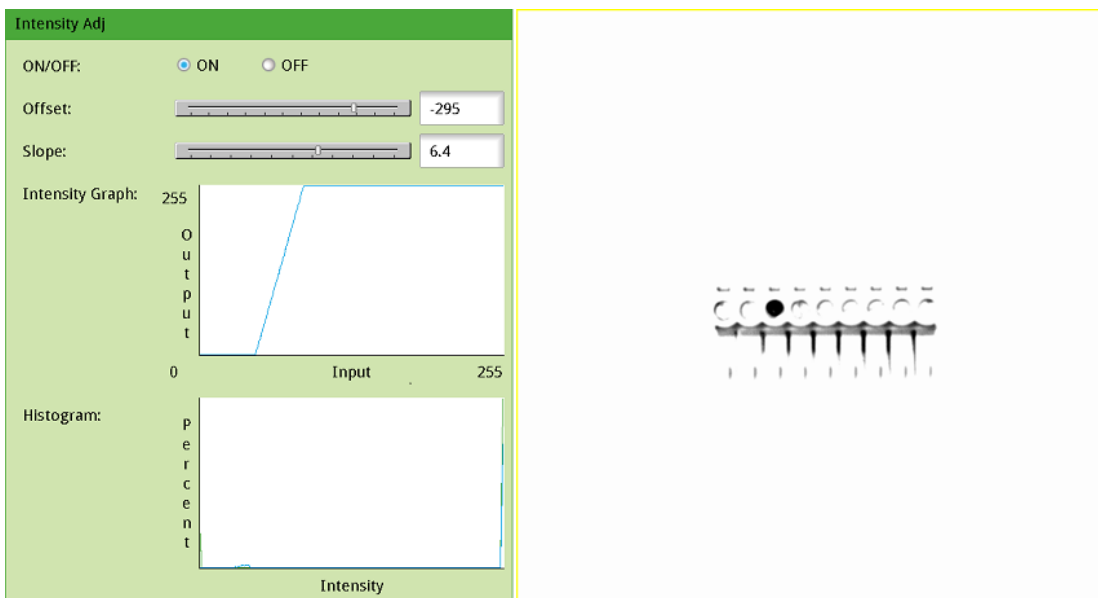 Intensity Adj
ON/OFF: ON OFF
Offset: -295
Slope: 6.4
Intensity Graph:
255
Output
0 Input 255
Histogram:
Percent
Intensity